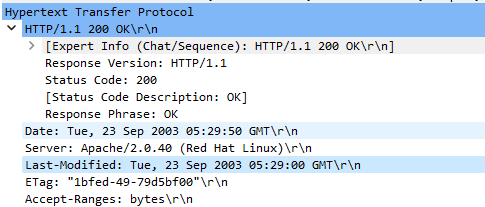 Hypertext Transfer Protocol
HTTP/1.1 200 OK\r\n
[Expert Info (Chat/Sequence): HTTP/1.1 200 OK\r\n]
Response Version: HTTP/1.1
Status Code: 200
[Status Code Description: OK]
Response Phrase: OK
Date: Tue, 23 Sep 2003 05:29:50 GMT\r\n
Server: Apache/2.0.40 (Red Hat Linux)\r\n
Last-Modified: Tue, 23 Sep 2003 05:29:00 GMT\r\n
ETag: "1bfed-49-79d5bf00"\r\n
Accept-Ranges: bytes\r\n